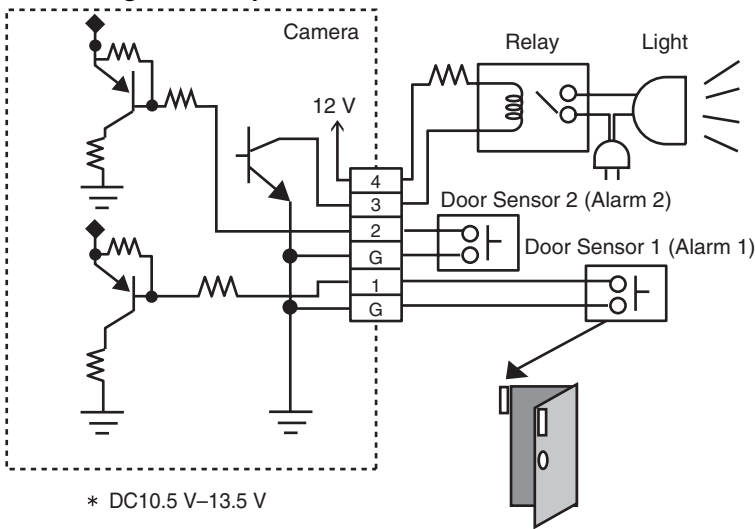 Camera
Relay
Light
12 V
4
3
2
G
1
G
Door Sensor 2 (Alarm 2)
Door Sensor 1 (Alarm 1)
* DC10.5 V–13.5 V